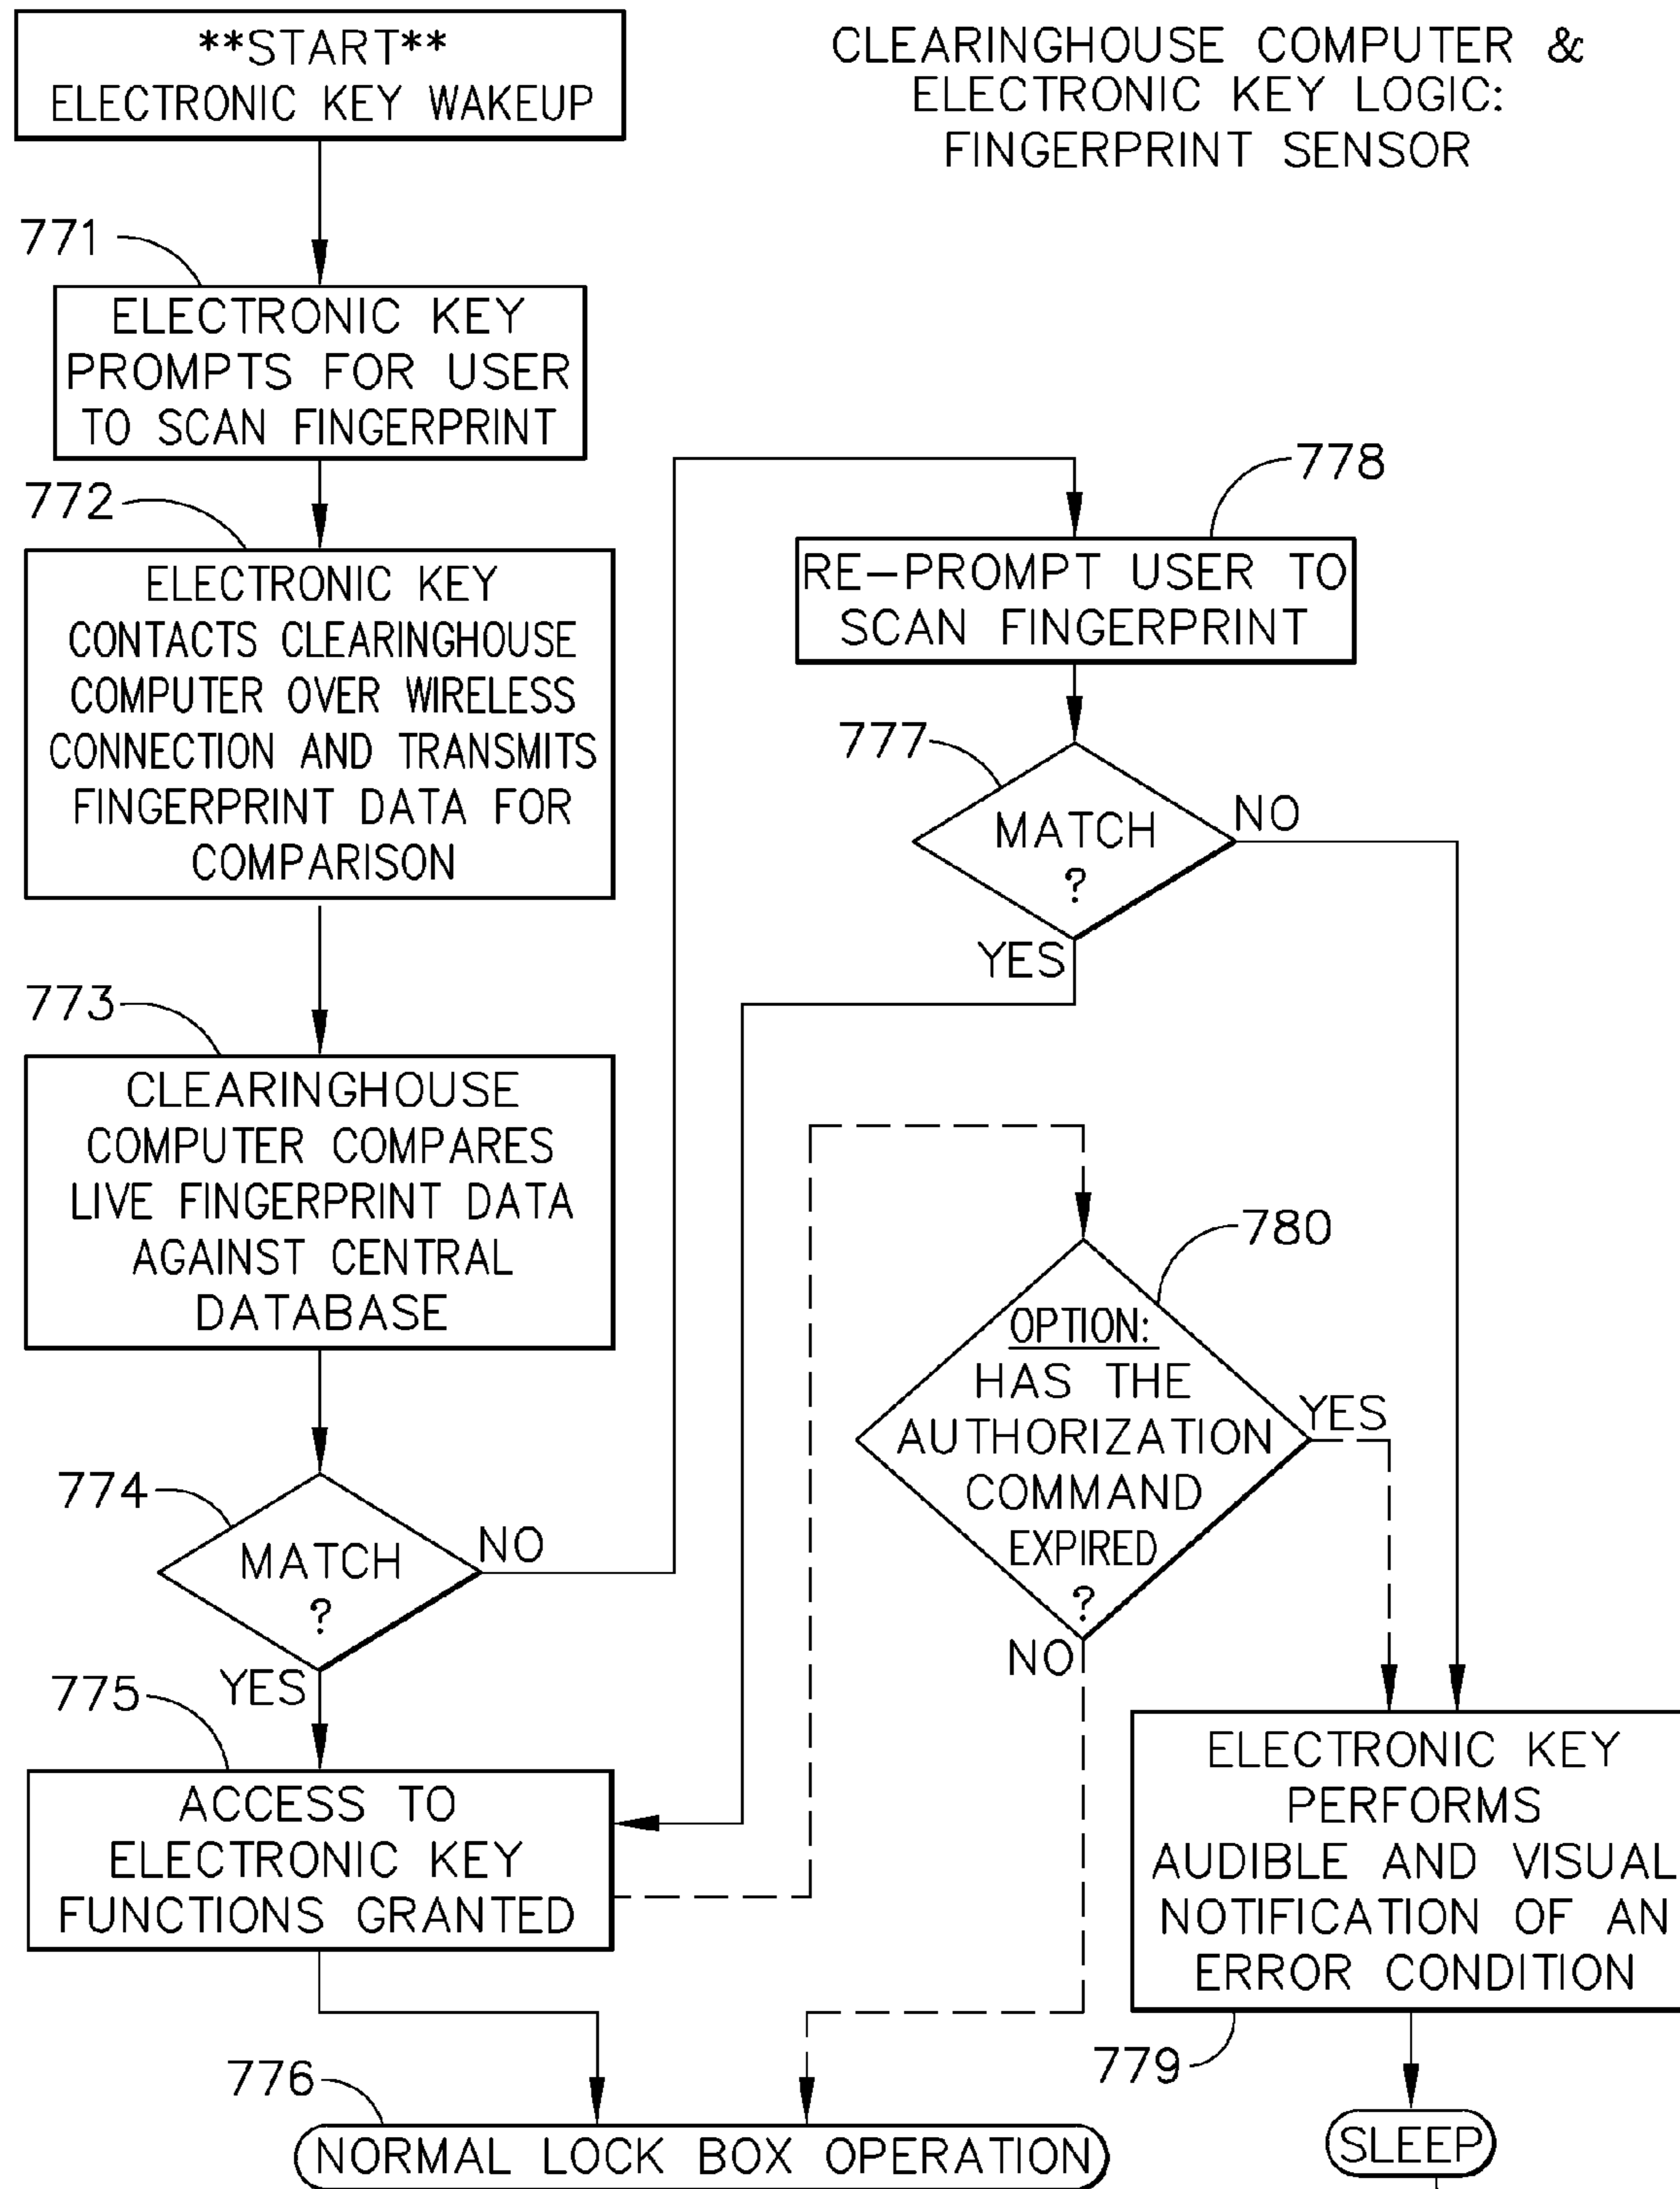 **START**
ELECTRONIC KEY WAKEUP
CLEARINGHOUSE COMPUTER &
ELECTRONIC KEY LOGIC:
FINGERPRINT SENSOR
771
ELECTRONIC KEY
PROMPTS FOR USER
TO SCAN FINGERPRINT
772
ELECTRONIC KEY
CONTACTS CLEARINGHOUSE
COMPUTER OVER WIRELESS
CONNECTION AND TRANSMITS
FINGERPRINT DATA FOR
COMPARISON
773
CLEARINGHOUSE
COMPUTER COMPARES
LIVE FINGERPRINT DATA
AGAINST CENTRAL
DATABASE
774
MATCH
?
NO
YES
775
ACCESS TO
ELECTRONIC KEY
FUNCTIONS GRANTED
778
RE-PROMPT USER TO
SCAN FINGERPRINT
777
MATCH
?
NO
YES
780
OPTION:
HAS THE
AUTHORIZATION
COMMAND
EXPIRED
?
YES
NO
ELECTRONIC KEY
PERFORMS
AUDIBLE AND VISUAL
NOTIFICATION OF AN
ERROR CONDITION
779
776
NORMAL LOCK BOX OPERATION
SLEEP